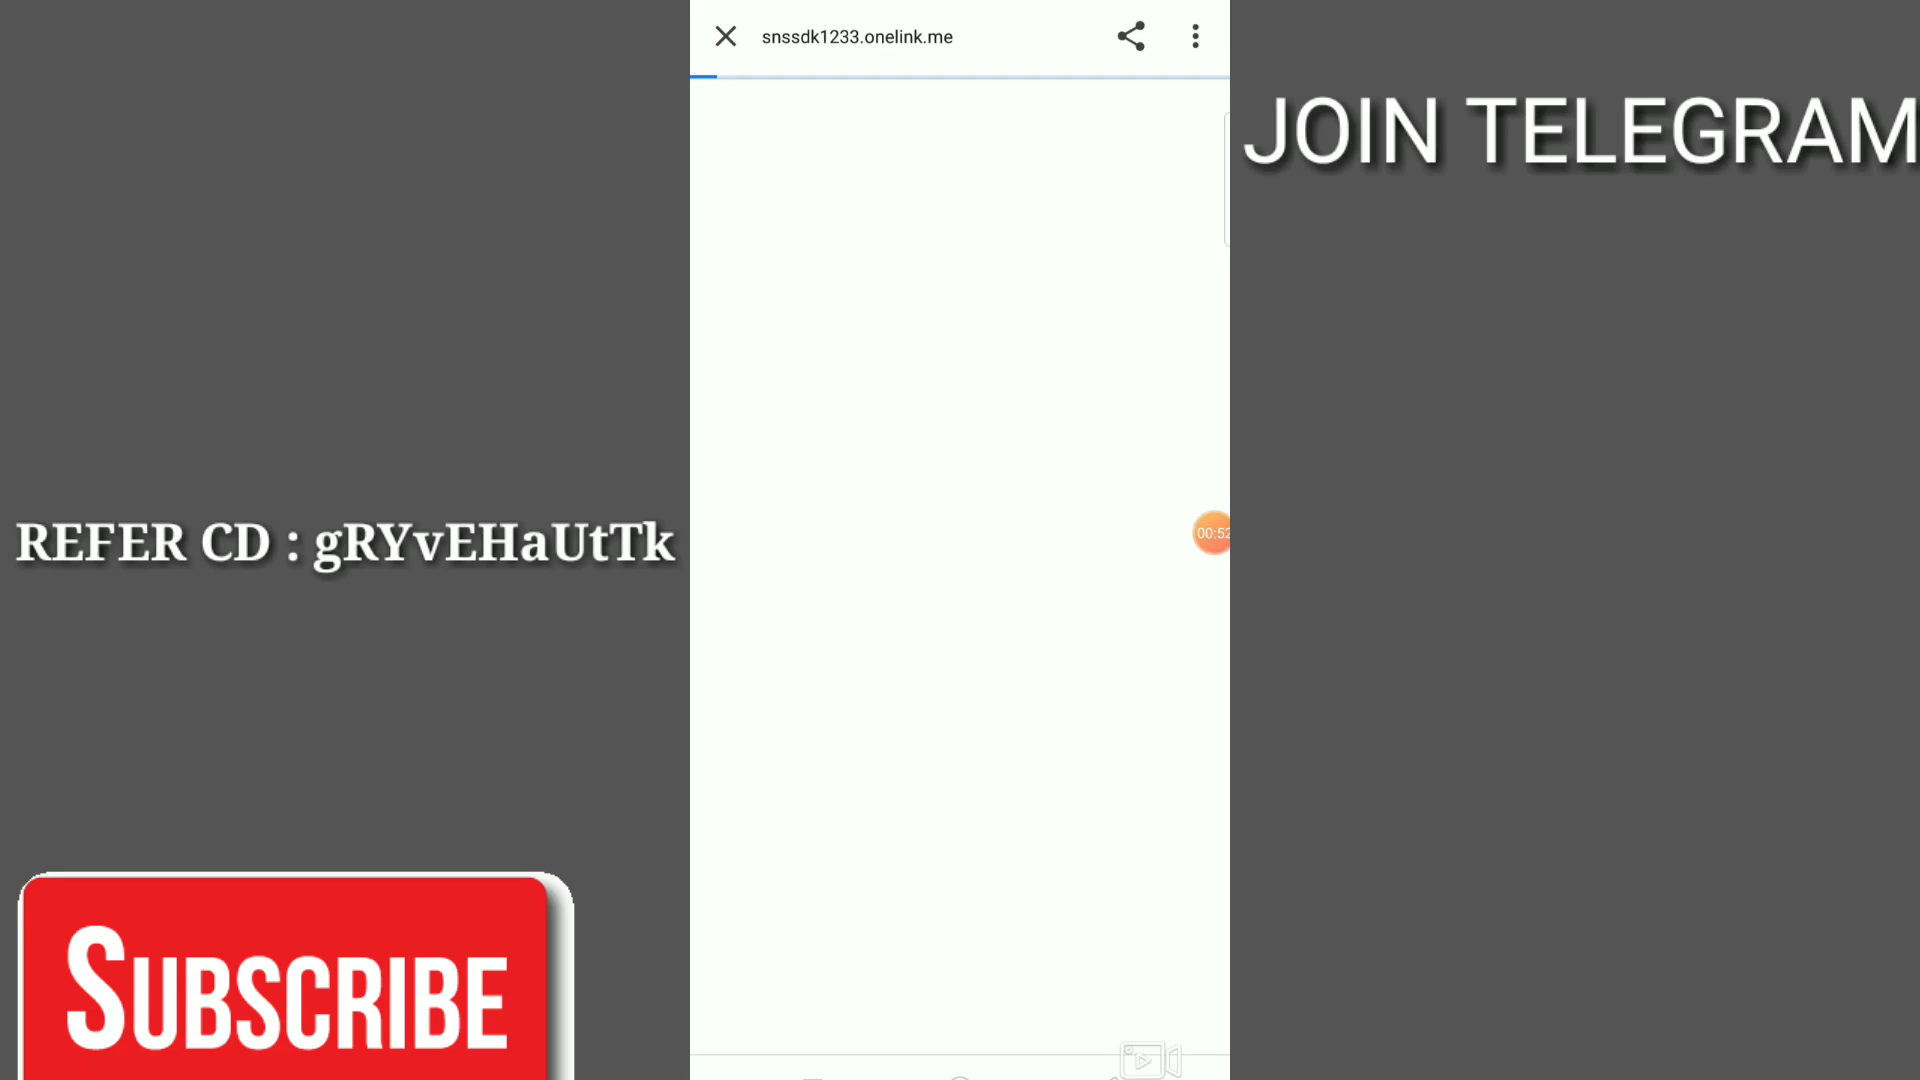 snssdk1233.onelink.me
JOIN TELEGRAM
REFER CD : gRYvEHaUtTk
00:52
SUBSCRIBE